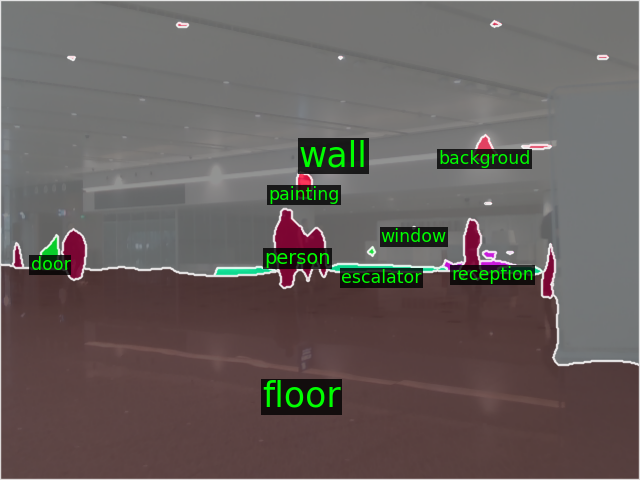 wall
backgroud
painting
window
person
door
reception
escalator
floor